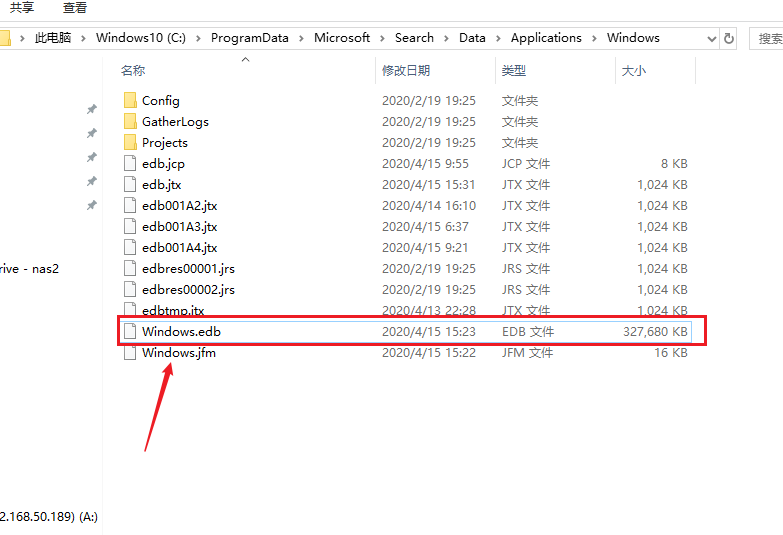 共享 查看
此电脑 > Windows10 (C:) > ProgramData > Microsoft > Search > Data > Applications > Windows 搜索
名称 修改日期 类型 大小
Config 2020/2/19 19:25 文件夹
GatherLogs 2020/2/19 19:25 文件夹
Projects 2020/2/19 19:25 文件夹
edb.jcp 2020/4/15 9:55 JCP 文件 8 KB
edb.jtx 2020/4/15 15:31 JTX 文件 1,024 KB
edb001A2.jtx 2020/4/14 16:10 JTX 文件 1,024 KB
edb001A3.jtx 2020/4/15 6:37 JTX 文件 1,024 KB
edb001A4.jtx 2020/4/15 9:21 JTX 文件 1,024 KB
rive - nas2 edbres00001.jrs 2020/2/19 19:25 JRS 文件 1,024 KB
edbres00002.jrs 2020/2/19 19:25 JRS 文件 1,024 KB
edbtmp.jtx 2020/4/13 22:28 JTX 文件 1,024 KB
Windows.edb 2020/4/15 15:23 EDB 文件 327,680 KB
Windows.jfm 2020/4/15 15:22 JFM 文件 16 KB
2.168.50.189) (A:)